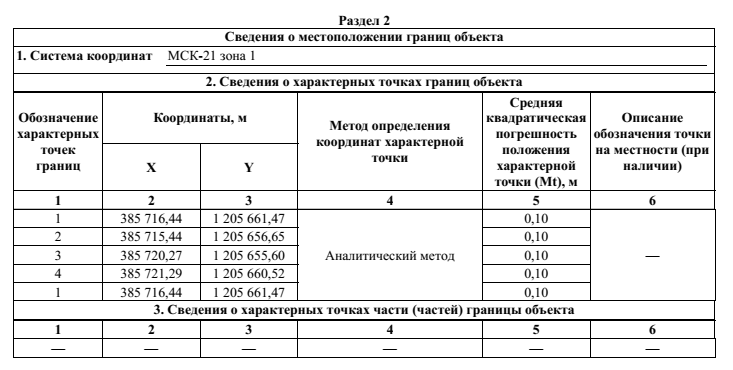 Раздел 2
Сведения о местоположении границ объекта
1. Система координат МСК-21 зона 1
2. Сведения о характерных точках границ объекта
Обозначение характерных точек границ
Координаты, м
X
Y
Метод определения координат характерной точки
Средняя квадратическая погрешность положения характерной точки (Mt), м
Описание обозначения точки на местности (при наличии)
1 2 3 4 5 6
1 385 716,44 1 205 661,47 Аналитический метод 0,10 —
2 385 715,44 1 205 656,65 0,10
3 385 720,27 1 205 655,60 0,10
4 385 721,29 1 205 660,52 0,10
1 385 716,44 1 205 661,47 0,10
3. Сведения о характерных точках части (частей) границы объекта
1 2 3 4 5 6
— — — — — —